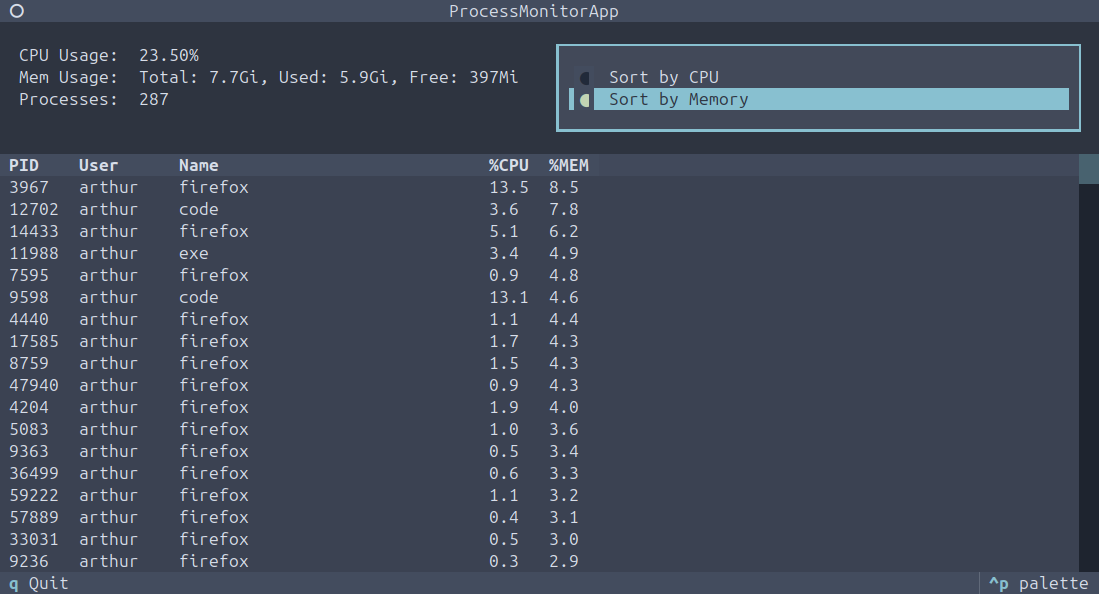 ProcessMonitorApp
CPU Usage: 23.50%
Mem Usage: Total: 7.7Gi, Used: 5.9Gi, Free: 397Mi
Processes: 287
Sort by CPU
Sort by Memory
PID User Name %CPU %MEM
3967 arthur firefox 13.5 8.5
12702 arthur code 3.6 7.8
14433 arthur firefox 5.1 6.2
11988 arthur exe 3.4 4.9
7595 arthur firefox 0.9 4.8
9598 arthur code 13.1 4.6
4440 arthur firefox 1.1 4.4
17585 arthur firefox 1.7 4.3
8759 arthur firefox 1.5 4.3
47940 arthur firefox 0.9 4.3
4204 arthur firefox 1.9 4.0
5083 arthur firefox 1.0 3.6
9363 arthur firefox 0.5 3.4
36499 arthur firefox 0.6 3.3
59222 arthur firefox 1.1 3.2
57889 arthur firefox 0.4 3.1
33031 arthur firefox 0.5 3.0
9236 arthur firefox 0.3 2.9
q Quit ^p palette